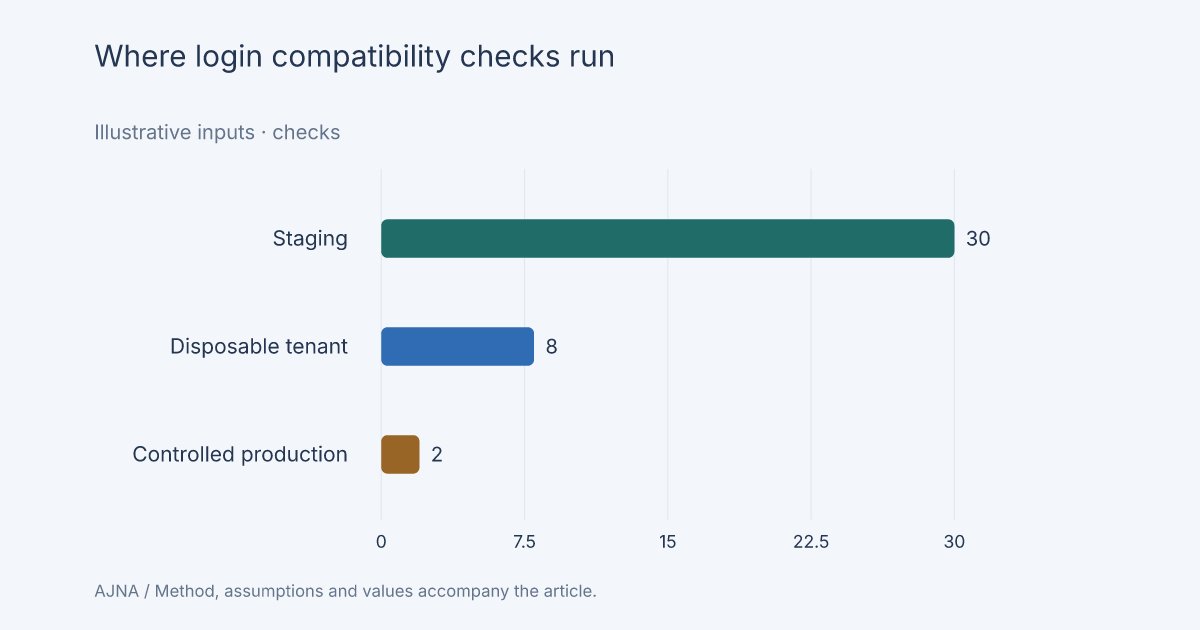 Where login compatibility checks run
Illustrative inputs · checks
Staging
30
Disposable tenant
8
Controlled production
2
0
7.5
15
22.5
30
AJNA / Method, assumptions and values accompany the article.